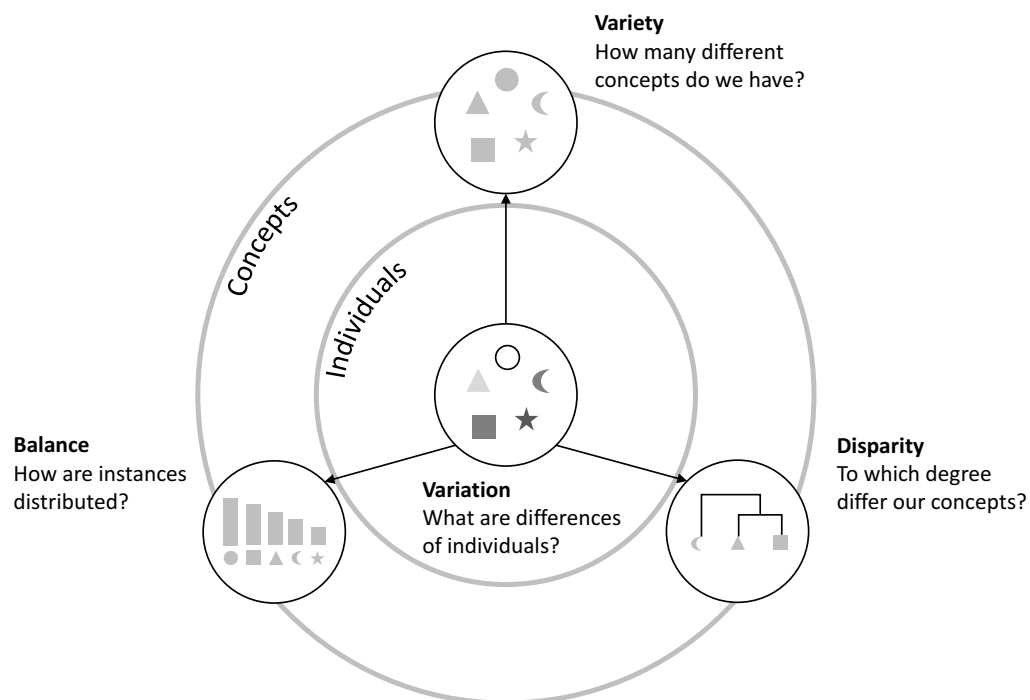 Variety
How many different
concepts do we have?
Concepts
Individuals
Balance
How are instances
distributed?
Variation
What are differences
of individuals?
Disparity
To which degree
differ our concepts?